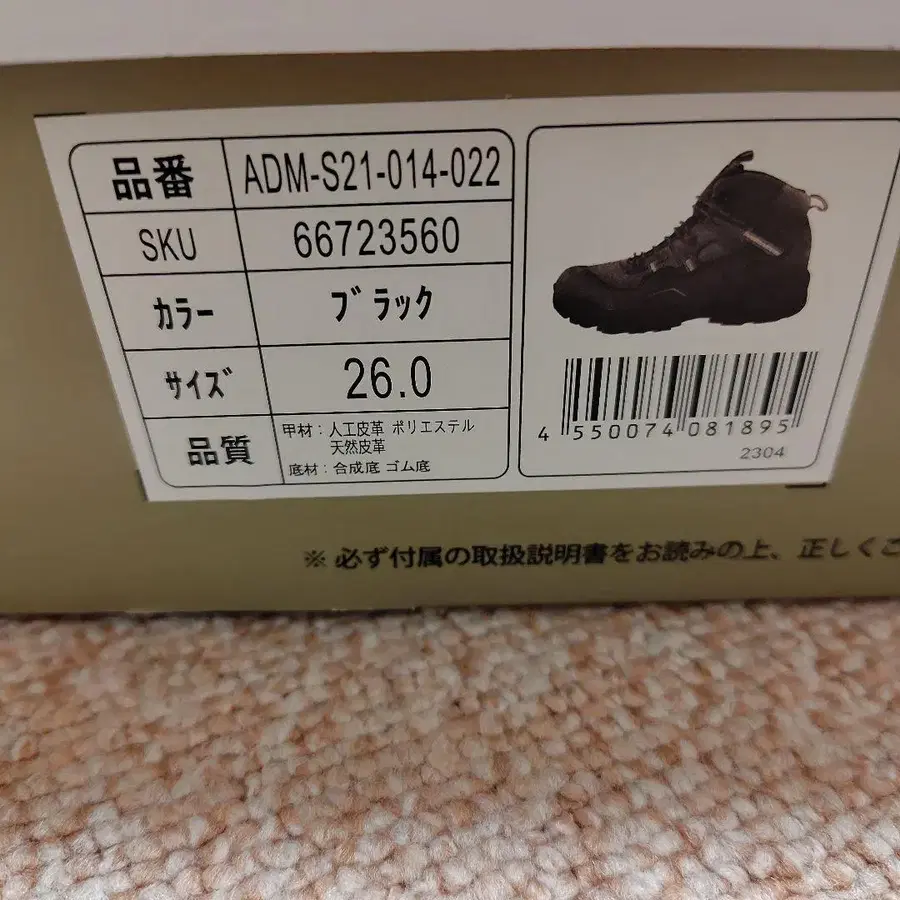 品番 ADM-S21-014-022
SKU 66723560
カラー ブラック
サイズ 26.0
品質 甲材：人工皮革 ポリエステル
天然皮革
底材：合成底 ゴム底
4 550074 081895
2304
※ 必ず付属の取扱説明書をお読みの上、正しくご